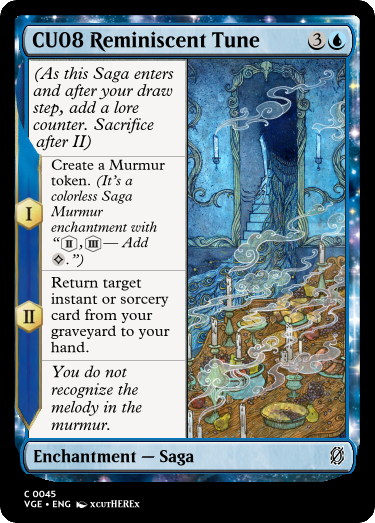 CU08 Reminiscent Tune 3
(As this Saga enters
and after your draw
step, add a lore
counter. Sacrifice
after II)
I
Create a Murmur
token. (It's a
colorless Saga
Murmur
enchantment with
“II, III— Add
.”)
II
Return target
instant or sorcery
card from your
graveyard to your
hand.
You do not
recognize the
melody in the
murmur.
Enchantment — Saga
C 0045
VGE • ENG xcutHEREx